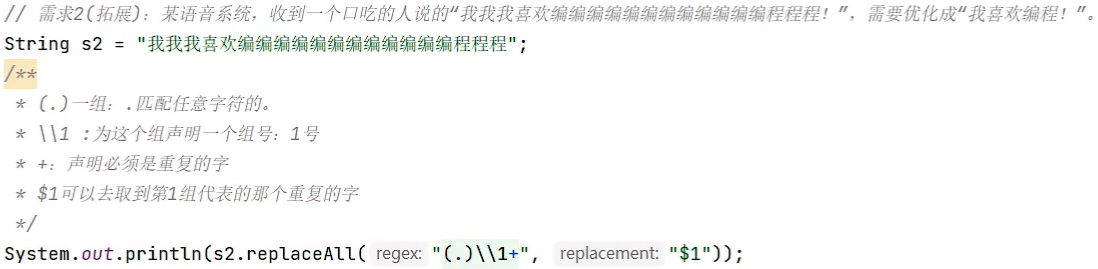 // 需求2(拓展)：某语音系统，收到一个口吃的人说的“我我我喜欢编编编编编编编编编编编编程程程！”，需要优化成“我喜欢编程！”。
String s2 = "我我我喜欢编编编编编编编编编编编编程程程";
/**
 * (.)一组：.匹配任意字符的。
 * \\1 :为这个组声明一个组号：1号
 * +：声明必须是重复的字
 * $1可以去取到第1组代表的那个重复的字
 */
System.out.println(s2.replaceAll( regex: "(.)\\1+", replacement: "$1"));